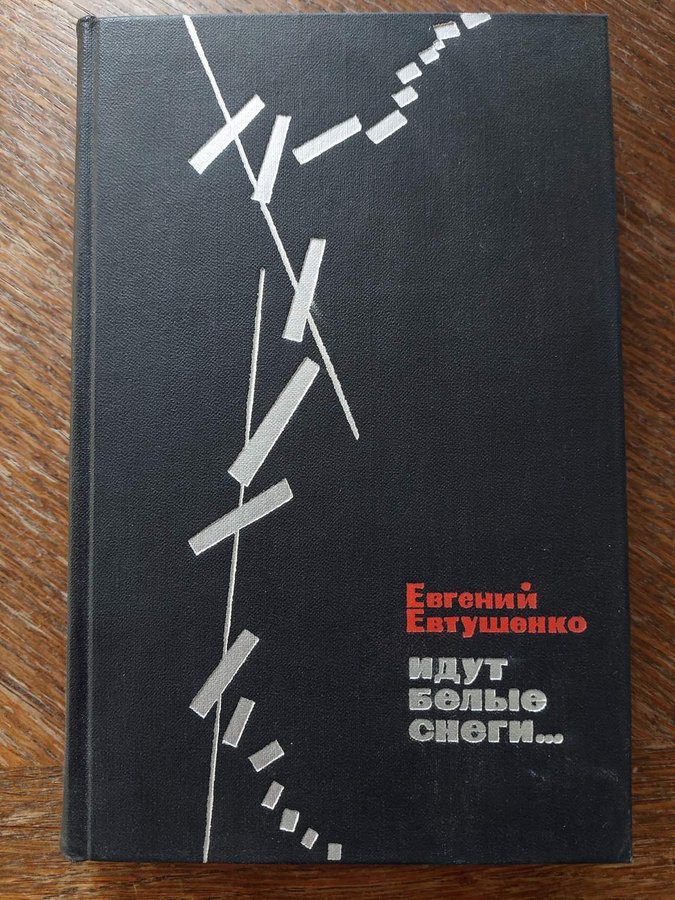 Евгений
Евтушенко
идут
белые
снеги...